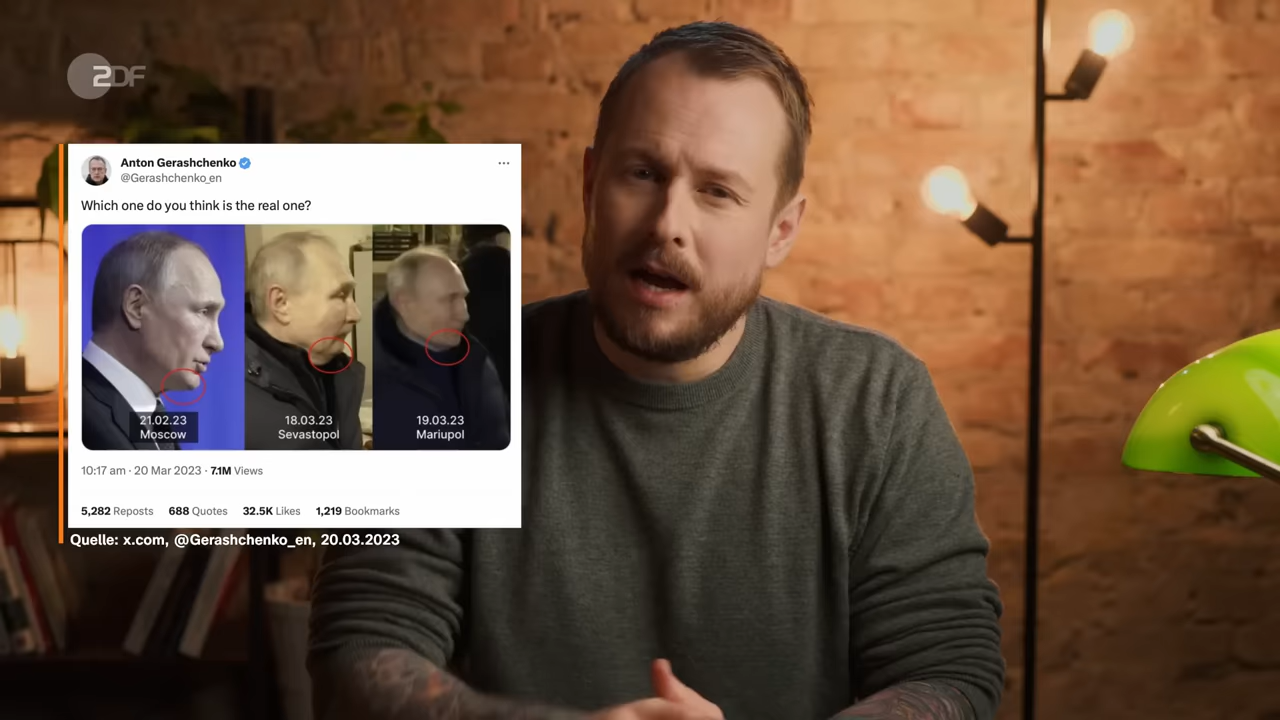 ZDF
Anton Gerashchenko
@Gerashchenko_en
Which one do you think is the real one?
21.02.23
Moscow
18.03.23
Sevastopol
19.03.23
Mariupol
10:17 am · 20 Mar 2023 · 7.1M Views
5,282 Reposts 688 Quotes 32.5K Likes 1,219 Bookmarks
Quelle: x.com, @Gerashchenko_en, 20.03.2023